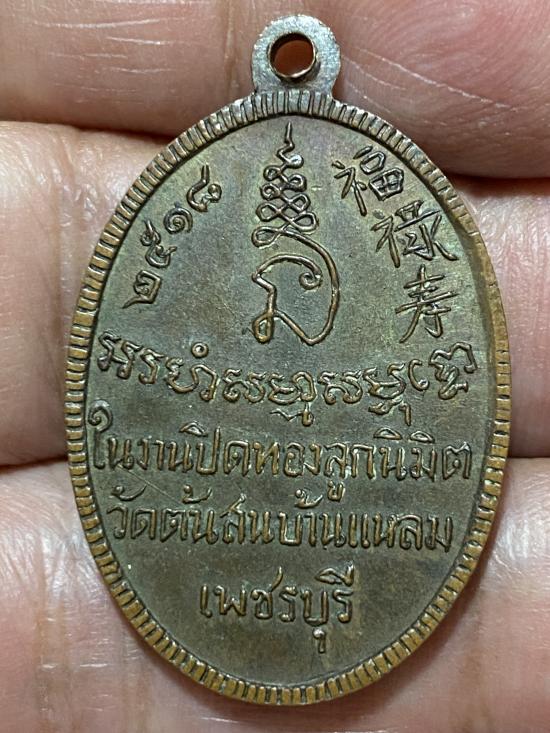 ๒๕๑๘
福祿寿
ในงานปิดทองลูกนิมิต
วัดต้นสนบ้านแหลม
เพชรบุรี